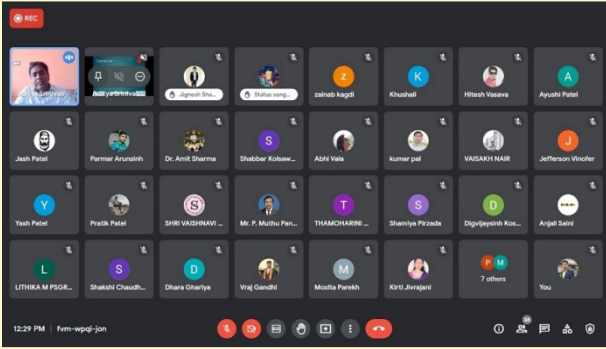 REC
Jignesh Sha...
Status song...
zainab kagdi
Khushali
Hitesh Vasava
Ayushi Patel
Jash Patel
Parmar Arunsinh
Dr. Amit Sharma
Shabbar Kolsaw...
Abhi Vala
kumar pal
VAISAKH NAIR
Jefferson Vinofer
Yash Patel
Pratik Patel
SHRI VAISHNAVI ...
Mr. P. Muthu Pan...
THAMOHARINI ...
Shamiya Pirzada
Digvijaysinh Kos...
Anjali Saini
LITHIKA M PSGR...
Shakshi Chaudh...
Dhara Ghariya
Vraj Gandhi
Moxita Parekh
Kirti Jivrajani
7 others
You
12:29 PM | fvm-wpqi-jon